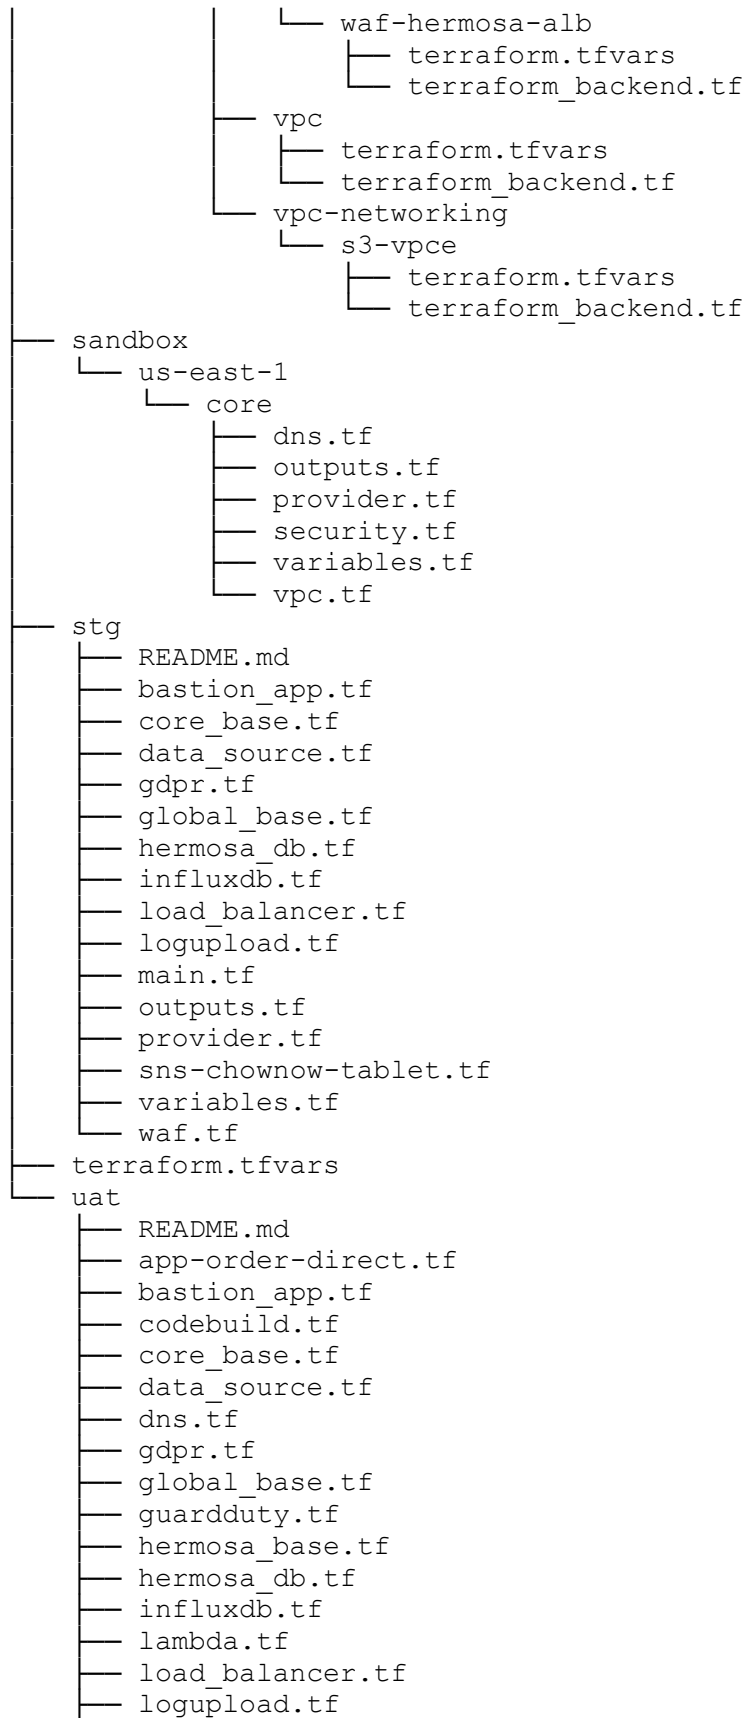 │           │   └── waf-hermosa-alb
│           │       ├── terraform.tfvars
│           │       └── terraform_backend.tf
│           ├── vpc
│           │   ├── terraform.tfvars
│           │   └── terraform_backend.tf
│           └── vpc-networking
│               └── s3-vpce
│                   ├── terraform.tfvars
│                   └── terraform_backend.tf
├── sandbox
│   └── us-east-1
│       └── core
│           ├── dns.tf
│           ├── outputs.tf
│           ├── provider.tf
│           ├── security.tf
│           ├── variables.tf
│           └── vpc.tf
├── stg
│   ├── README.md
│   ├── bastion_app.tf
│   ├── core_base.tf
│   ├── data_source.tf
│   ├── gdpr.tf
│   ├── global_base.tf
│   ├── hermosa_db.tf
│   ├── influxdb.tf
│   ├── load_balancer.tf
│   ├── logupload.tf
│   ├── main.tf
│   ├── outputs.tf
│   ├── provider.tf
│   ├── sns-chownow-tablet.tf
│   ├── variables.tf
│   └── waf.tf
├── terraform.tfvars
└── uat
    ├── README.md
    ├── app-order-direct.tf
    ├── bastion_app.tf
    ├── codebuild.tf
    ├── core_base.tf
    ├── data_source.tf
    ├── dns.tf
    ├── gdpr.tf
    ├── global_base.tf
    ├── guardduty.tf
    ├── hermosa_base.tf
    ├── hermosa_db.tf
    ├── influxdb.tf
    ├── lambda.tf
    ├── load_balancer.tf
    ├── logupload.tf